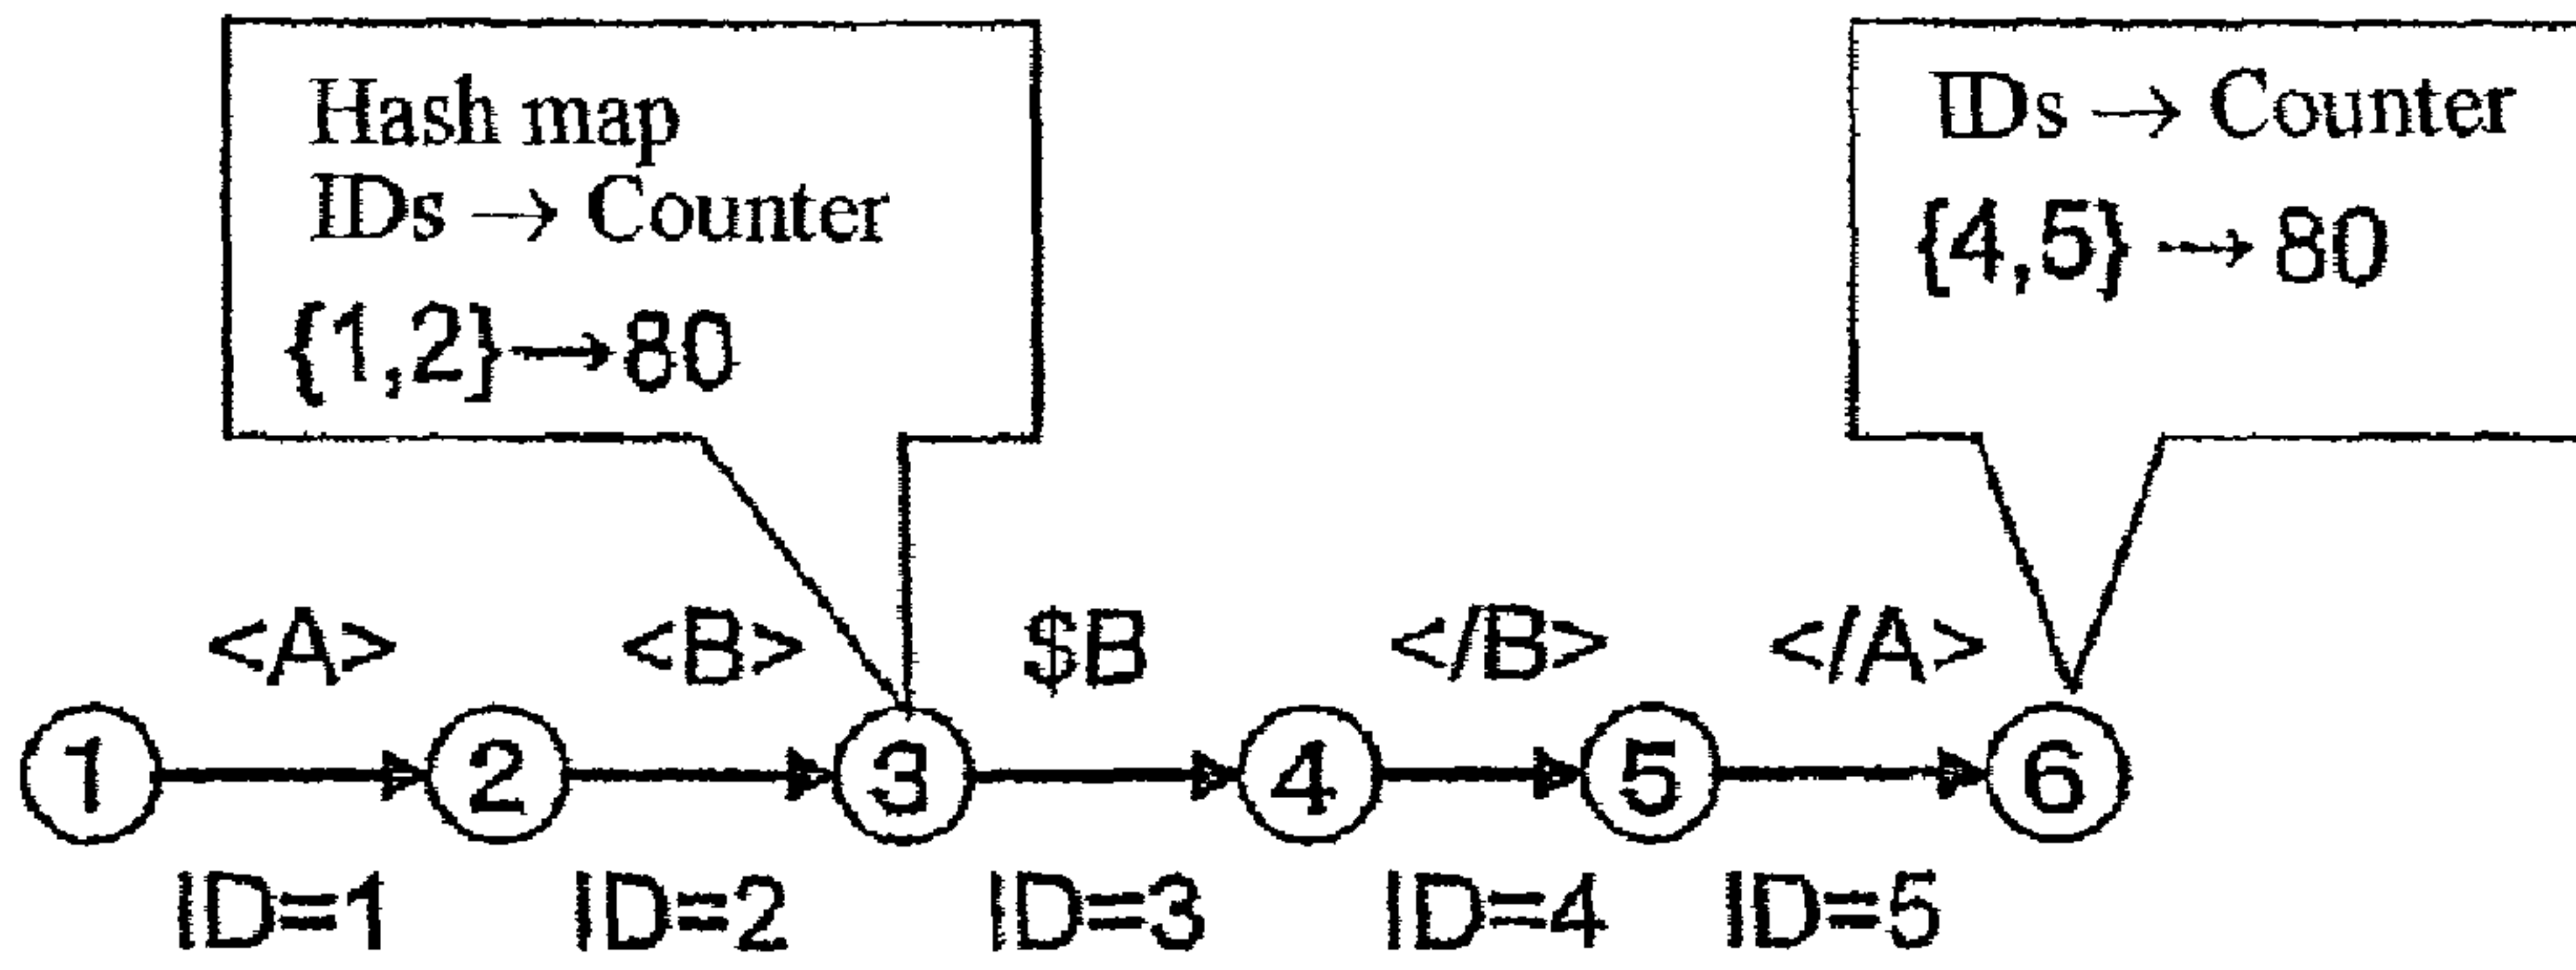 Hash map
IDs → Counter
{1,2}→80
IDs → Counter
{4,5}→80
<A> <B> $B </B> </A>
1 2 3 4 5 6
ID=1 ID=2 ID=3 ID=4 ID=5